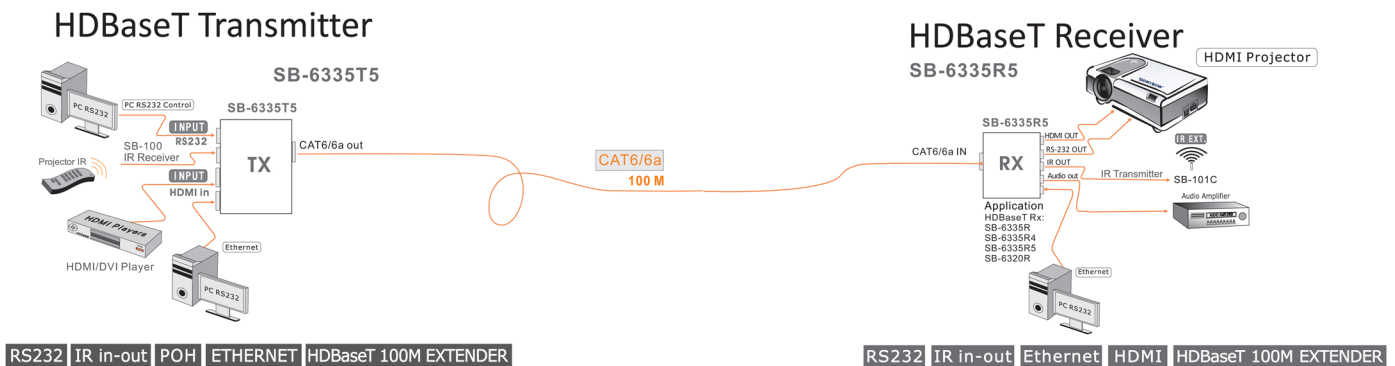 HDBaseT Transmitter
SB-6335T5
PC RS232
PC RS232 Control
SB-6335T5
INPUT
RS232
SB-100
IR Receiver
Projector IR
INPUT
HDMI in
TX
CAT6/6a out
HDMI Players
HDMI/DVI Player
Ethernet
PC RS232
RS232
IR in-out
POH
ETHERNET
HDBaseT 100M EXTENDER
CAT6/6a
100 M
HDBaseT Receiver
SB-6335R5
HDMI Projector
SB-6335R5
HDMI OUT
RS-232 OUT
IR OUT
Audio out
CAT6/6a IN
RX
IR EXT.
IR Transmitter
SB-101C
Audio Amplifier
AUDIO AMPLIFIER
Application
HDBaseT Rx:
SB-6335R
SB-6335R4
SB-6335R5
SB-6320R
Ethernet
PC RS232
RS232
IR in-out
Ethernet
HDMI
HDBaseT 100M EXTENDER